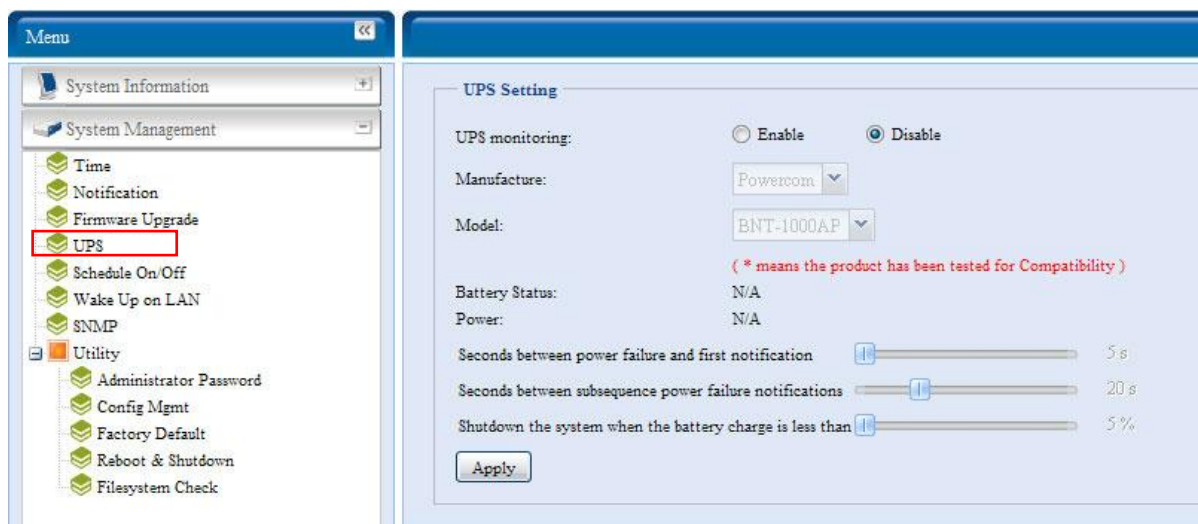 Menu
System Information
System Management
Time
Notification
Firmware Upgrade
UPS
Schedule On/Off
Wake Up on LAN
SNMP
Utility
Administrator Password
Config Mgmt
Factory Default
Reboot & Shutdown
Filesystem Check
UPS Setting
UPS monitoring: Enable Disable
Manufacture: Powercom
Model: BNT-1000AP
( * means the product has been tested for Compatibility )
Battery Status: N/A
Power: N/A
Seconds between power failure and first notification 5 s
Seconds between subsequence power failure notifications 20 s
Shutdown the system when the battery charge is less than 5 %
Apply